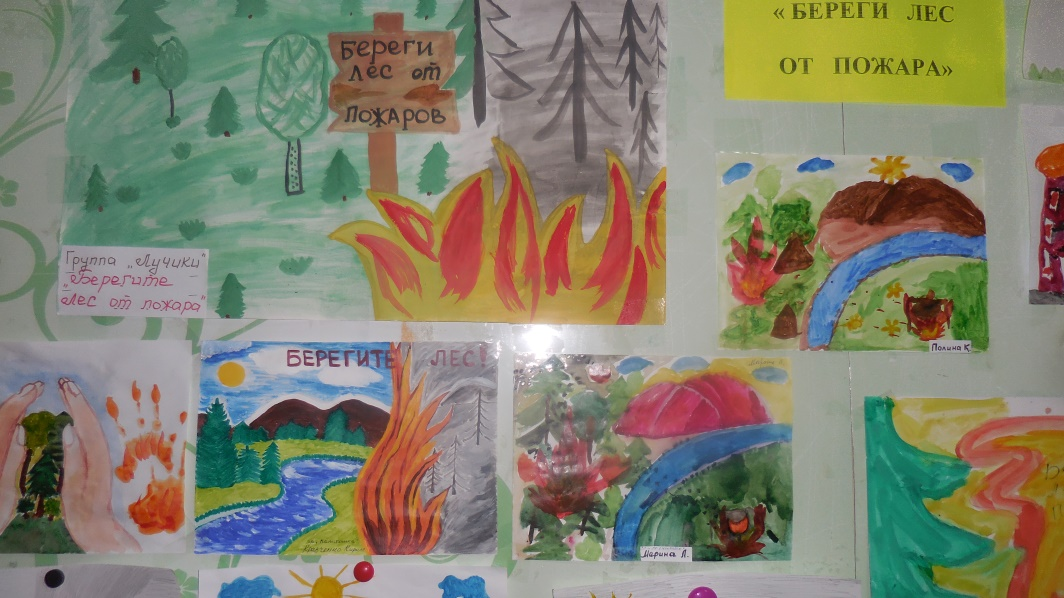 « БЕРЕГИ ЛЕС
ОТ ПОЖАРА»
Береги
лес от
пожаров
Группа „Лучики"
„Берегите
лес от пожара"
Полина К.
БЕРЕГИТЕ ЛЕС!
Марина Л.